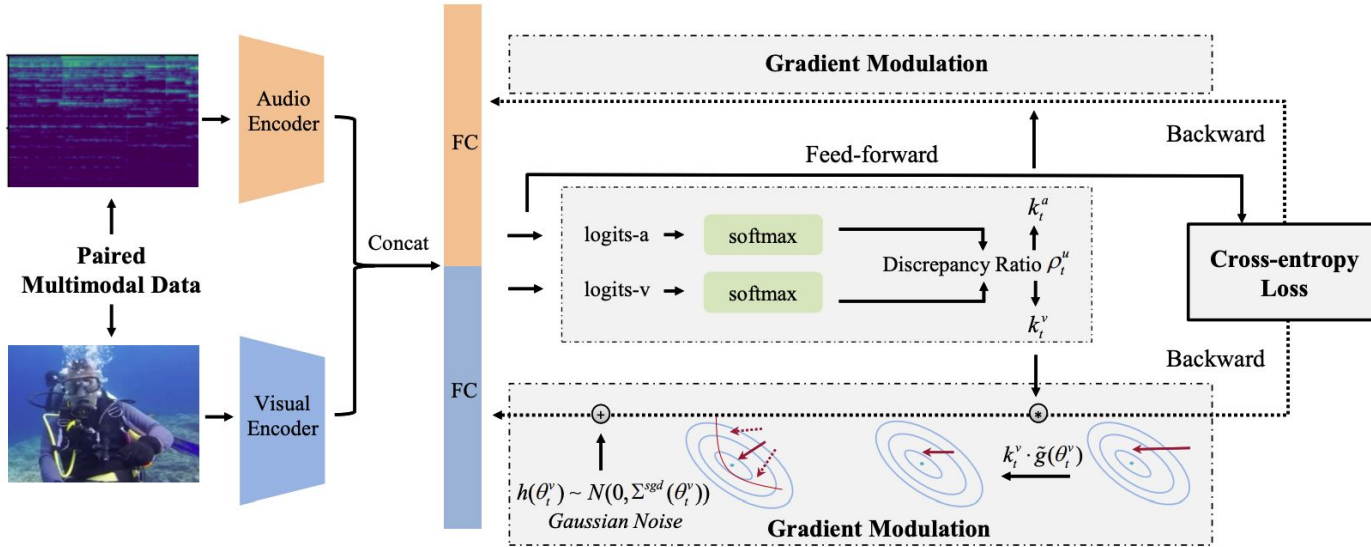 Paired
Multimodal Data
Audio
Encoder
Visual
Encoder
Concat
FC
FC
Gradient Modulation
Backward
Feed-forward
logits-a
softmax
logits-v
softmax
Discrepancy Ratio ρ_t^u
k_t^a
k_t^v
Cross-entropy
Loss
Backward
+
*
k_t^v · g̃(θ_t^v)
h(θ_t^v) ~ N(0, Σ^{sgd}(θ_t^v))
Gaussian Noise
Gradient Modulation